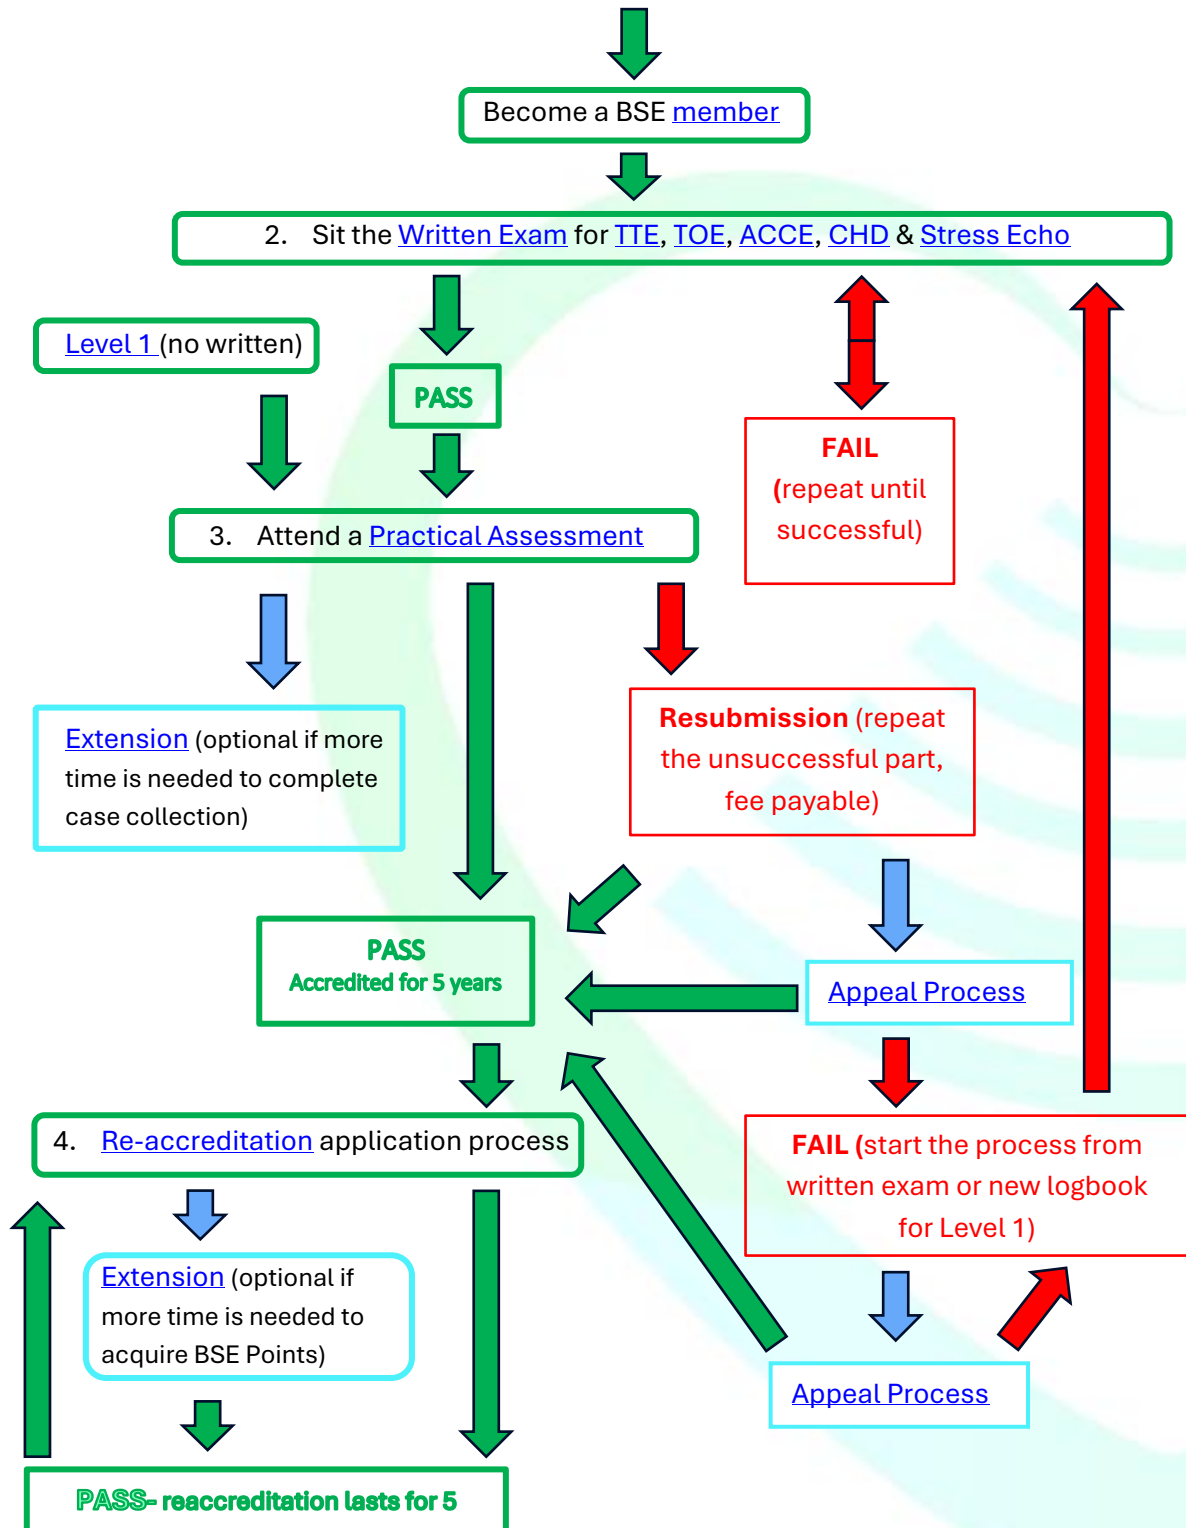 Become a BSE member
2. Sit the Written Exam for TTE, TOE, ACCE, CHD & Stress Echo
Level 1 (no written)
PASS
FAIL
(repeat until
successful)
3. Attend a Practical Assessment
Extension (optional if more
time is needed to complete
case collection)
Resubmission (repeat
the unsuccessful part,
fee payable)
PASS
Accredited for 5 years
Appeal Process
4. Re-accreditation application process
FAIL (start the process from
written exam or new logbook
for Level 1)
Extension (optional if
more time is needed to
acquire BSE Points)
Appeal Process
PASS- reaccreditation lasts for 5